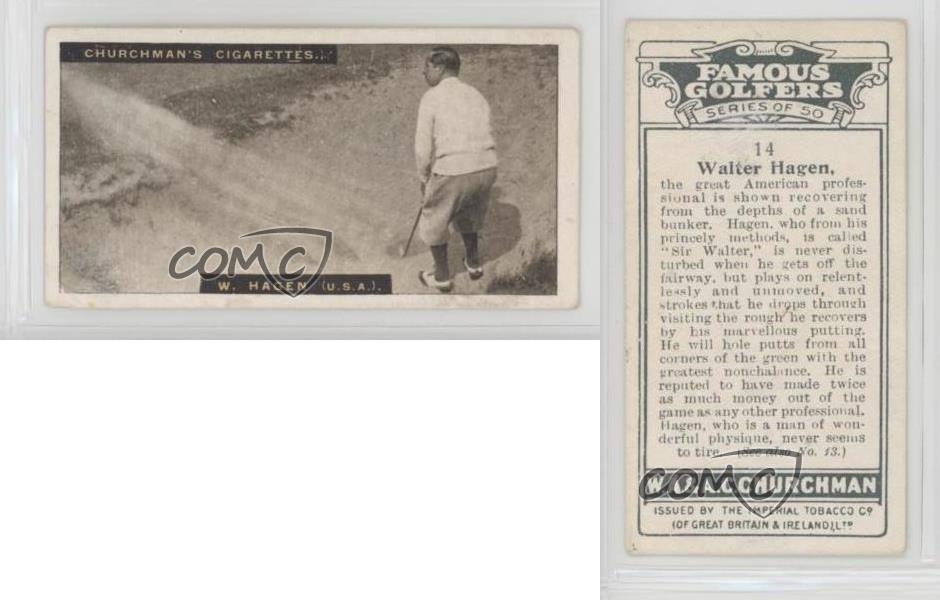 CHURCHMAN'S CIGARETTES.
W. HAGEN (U.S.A.).
COMC
FAMOUS
GOLFERS
SERIES OF 50
14
Walter Hagen,
the great American profes-
sional is shown recovering
from the depths of a sand
bunker. Hagen, who from his
princely methods, is called
"Sir Walter," is never dis-
turbed when he gets off the
fairway, but plays on relent-
lessly and unmoved, and
strokes that he drops through
visiting the rough he recovers
by his marvellous putting.
He will hole putts from all
corners of the green with the
greatest nonchalance. He is
reputed to have made twice
as much money out of the
game as any other professional.
Hagen, who is a man of won-
derful physique, never seems
to tire. (See also No. 13.)
COMC
W.A. & A.C. CHURCHMAN
ISSUED BY THE IMPERIAL TOBACCO Co
(OF GREAT BRITAIN & IRELAND), LTD